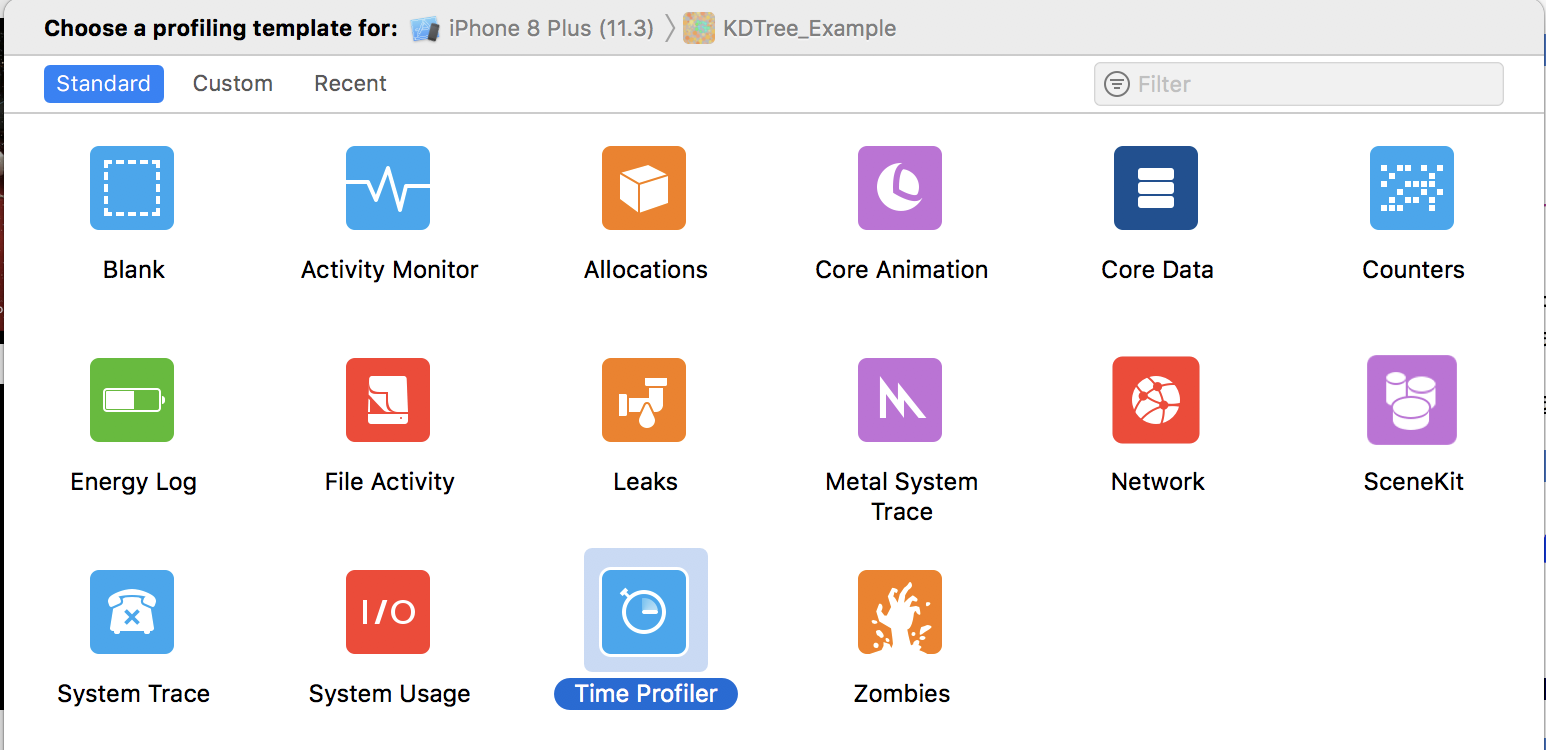 Choose a profiling template for: iPhone 8 Plus (11.3) KDTree_Example
Standard Custom Recent Filter
Blank Activity Monitor Allocations Core Animation Core Data Counters
Energy Log File Activity Leaks Metal System Trace Network SceneKit
I/O
System Trace System Usage Time Profiler Zombies